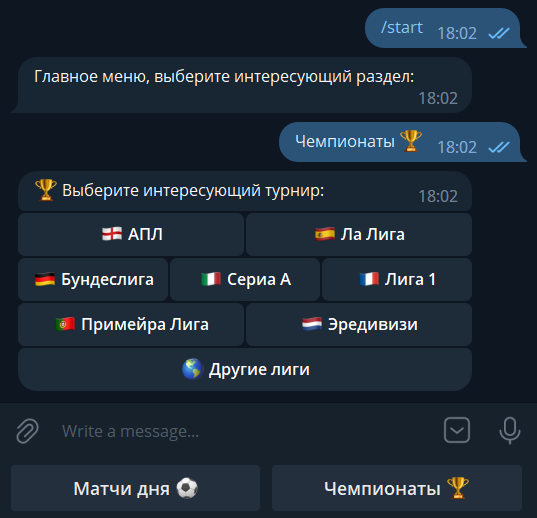 /start 18:02
Главное меню, выберите интересующий раздел:
18:02
Чемпионаты 🏆 18:02
🏆 Выберите интересующий турнир: 18:02
🏴󠁧󠁢󠁥󠁮󠁧󠁿 АПЛ 🇪🇸 Ла Лига
🇩🇪 Бундеслига 🇮🇹 Сериа А 🇫🇷 Лига 1
🇵🇹 Примейра Лига 🇳🇱 Эредивизи
🌎 Другие лиги
Write a message...
Матчи дня ⚽ Чемпионаты 🏆